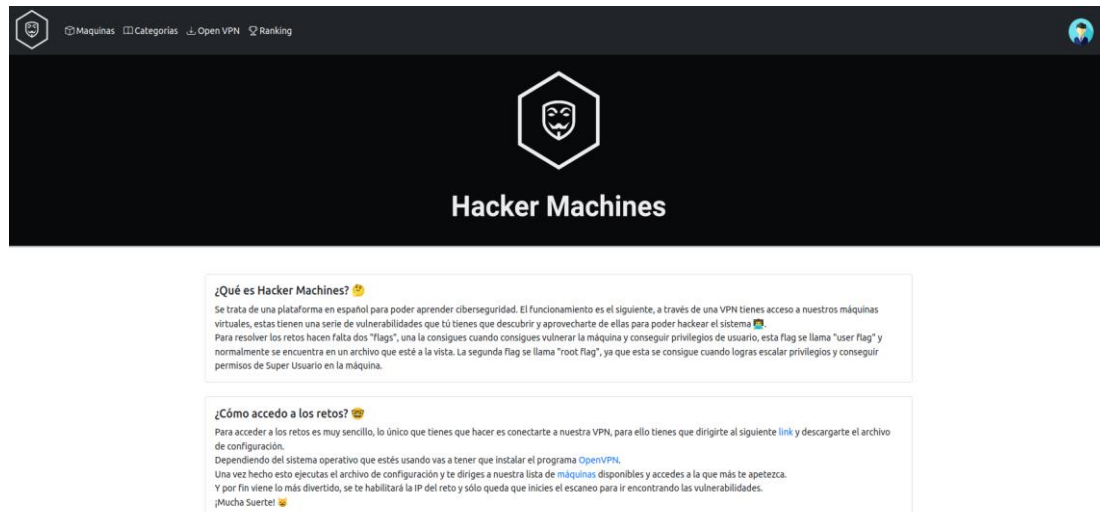 Maquinas Categorías Open VPN Ranking
Hacker Machines
¿Qué es Hacker Machines? 🤔
Se trata de una plataforma en español para poder aprender ciberseguridad. El funcionamiento es el siguiente, a través de una VPN tienes acceso a nuestros máquinas
virtuales, estas tienen una serie de vulnerabilidades que tú tienes que descubrir y aprovecharte de ellas para poder hackear el sistema 👨‍💻.
Para resolver los retos hacen falta dos "flags", una la consigues cuando consigues vulnerar la máquina y conseguir privilegios de usuario, esta flag se llama "user flag" y
normalmente se encuentra en un archivo que esté a la vista. La segunda flag se llama "root flag", ya que esta se consigue cuando logras escalar privilegios y conseguir
permisos de Super Usuario en la máquina.
¿Cómo accedo a los retos? 🤓
Para acceder a los retos es muy sencillo, lo único que tienes que hacer es conectarte a nuestra VPN, para ello tienes que dirigirte al siguiente link y descargarte el archivo
de configuración.
Dependiendo del sistema operativo que estés usando vas a tener que instalar el programa OpenVPN.
Una vez hecho esto ejecutas el archivo de configuración y te diriges a nuestra lista de máquinas disponibles y accedes a la que más te apetezca.
Y por fin viene lo más divertido, se te habilitará la IP del reto y sólo queda que inicies el escaneo para ir encontrando las vulnerabilidades.
¡Mucha Suerte! 😸